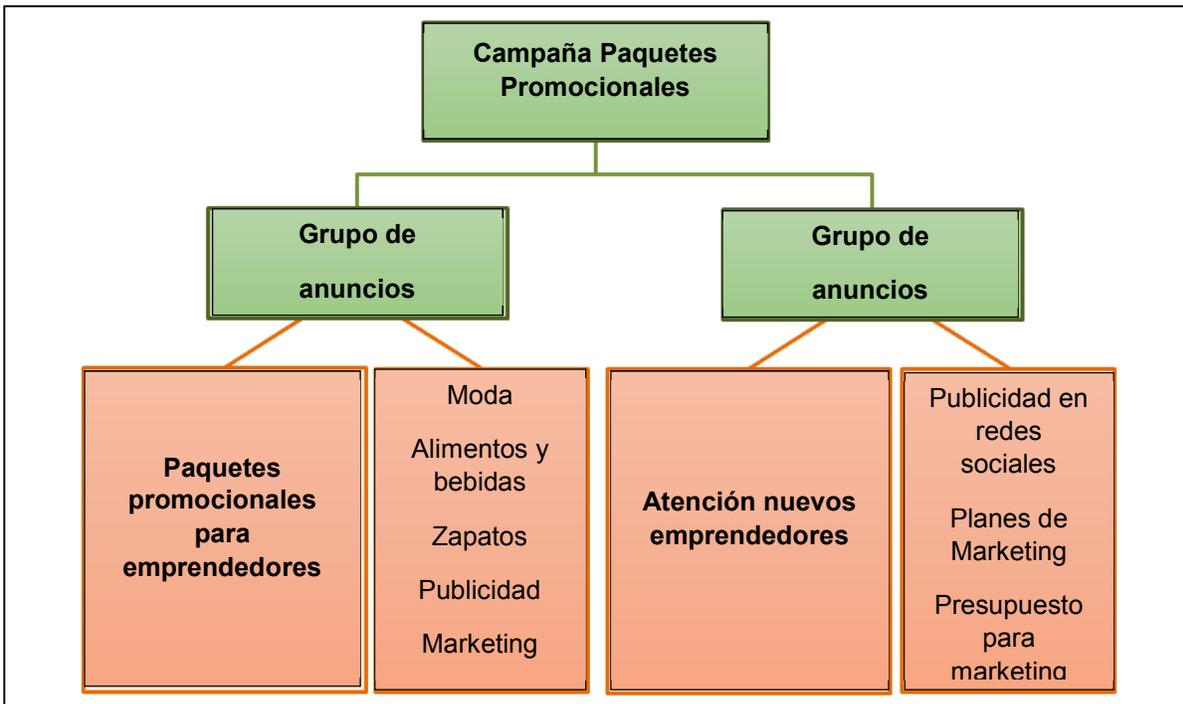 Campaña Paquetes
Promocionales
Grupo de
anuncios
Grupo de
anuncios
Paquetes
promocionales
para
emprendedores
Moda
Alimentos y
bebidas
Zapatos
Publicidad
Marketing
Atención nuevos
emprendedores
Publicidad en
redes
sociales
Planes de
Marketing
Presupuesto
para
marketing